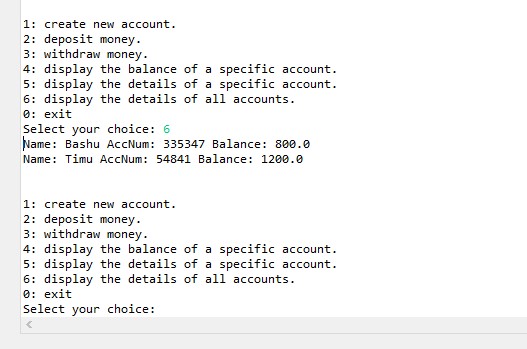 1: create new account.
2: deposit money.
3: withdraw money.
4: display the balance of a specific account.
5: display the details of a specific account.
6: display the details of all accounts.
0: exit
Select your choice: 6
Name: Bashu AccNum: 335347 Balance: 800.0
Name: Timu AccNum: 54841 Balance: 1200.0
1: create new account.
2: deposit money.
3: withdraw money.
4: display the balance of a specific account.
5: display the details of a specific account.
6: display the details of all accounts.
0: exit
Select your choice: